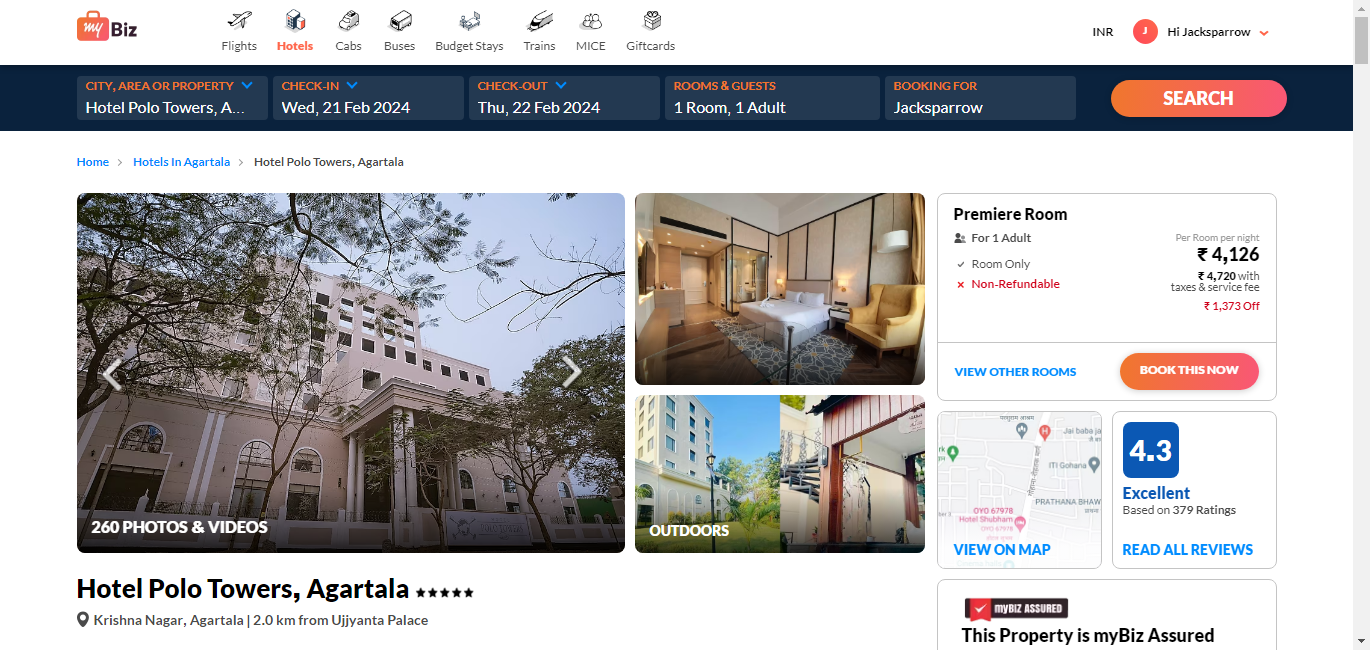 my Biz
Flights
Hotels
Cabs
Buses
Budget Stays
Trains
MICE
Giftcards
INR
J
Hi Jacksparrow
CITY, AREA OR PROPERTY
Hotel Polo Towers, A...
CHECK-IN
Wed, 21 Feb 2024
CHECK-OUT
Thu, 22 Feb 2024
ROOMS & GUESTS
1 Room, 1 Adult
BOOKING FOR
Jacksparrow
SEARCH
Home > Hotels In Agartala > Hotel Polo Towers, Agartala
260 PHOTOS & VIDEOS
OUTDOORS
Premiere Room
For 1 Adult
Room Only
Non-Refundable
Per Room per night
₹ 4,126
₹ 4,720 with
taxes & service fee
₹ 1,373 Off
VIEW OTHER ROOMS
BOOK THIS NOW
Jai baba ja
ITI Gohana
PRATHANA BHAW
OYO 67978
Hotel Shubham
OYO 67978
VIEW ON MAP
4.3
Excellent
Based on 379 Ratings
READ ALL REVIEWS
Hotel Polo Towers, Agartala ★★★★★
Krishna Nagar, Agartala | 2.0 km from Ujjyanta Palace
myBIZ ASSURED
This Property is myBiz Assured